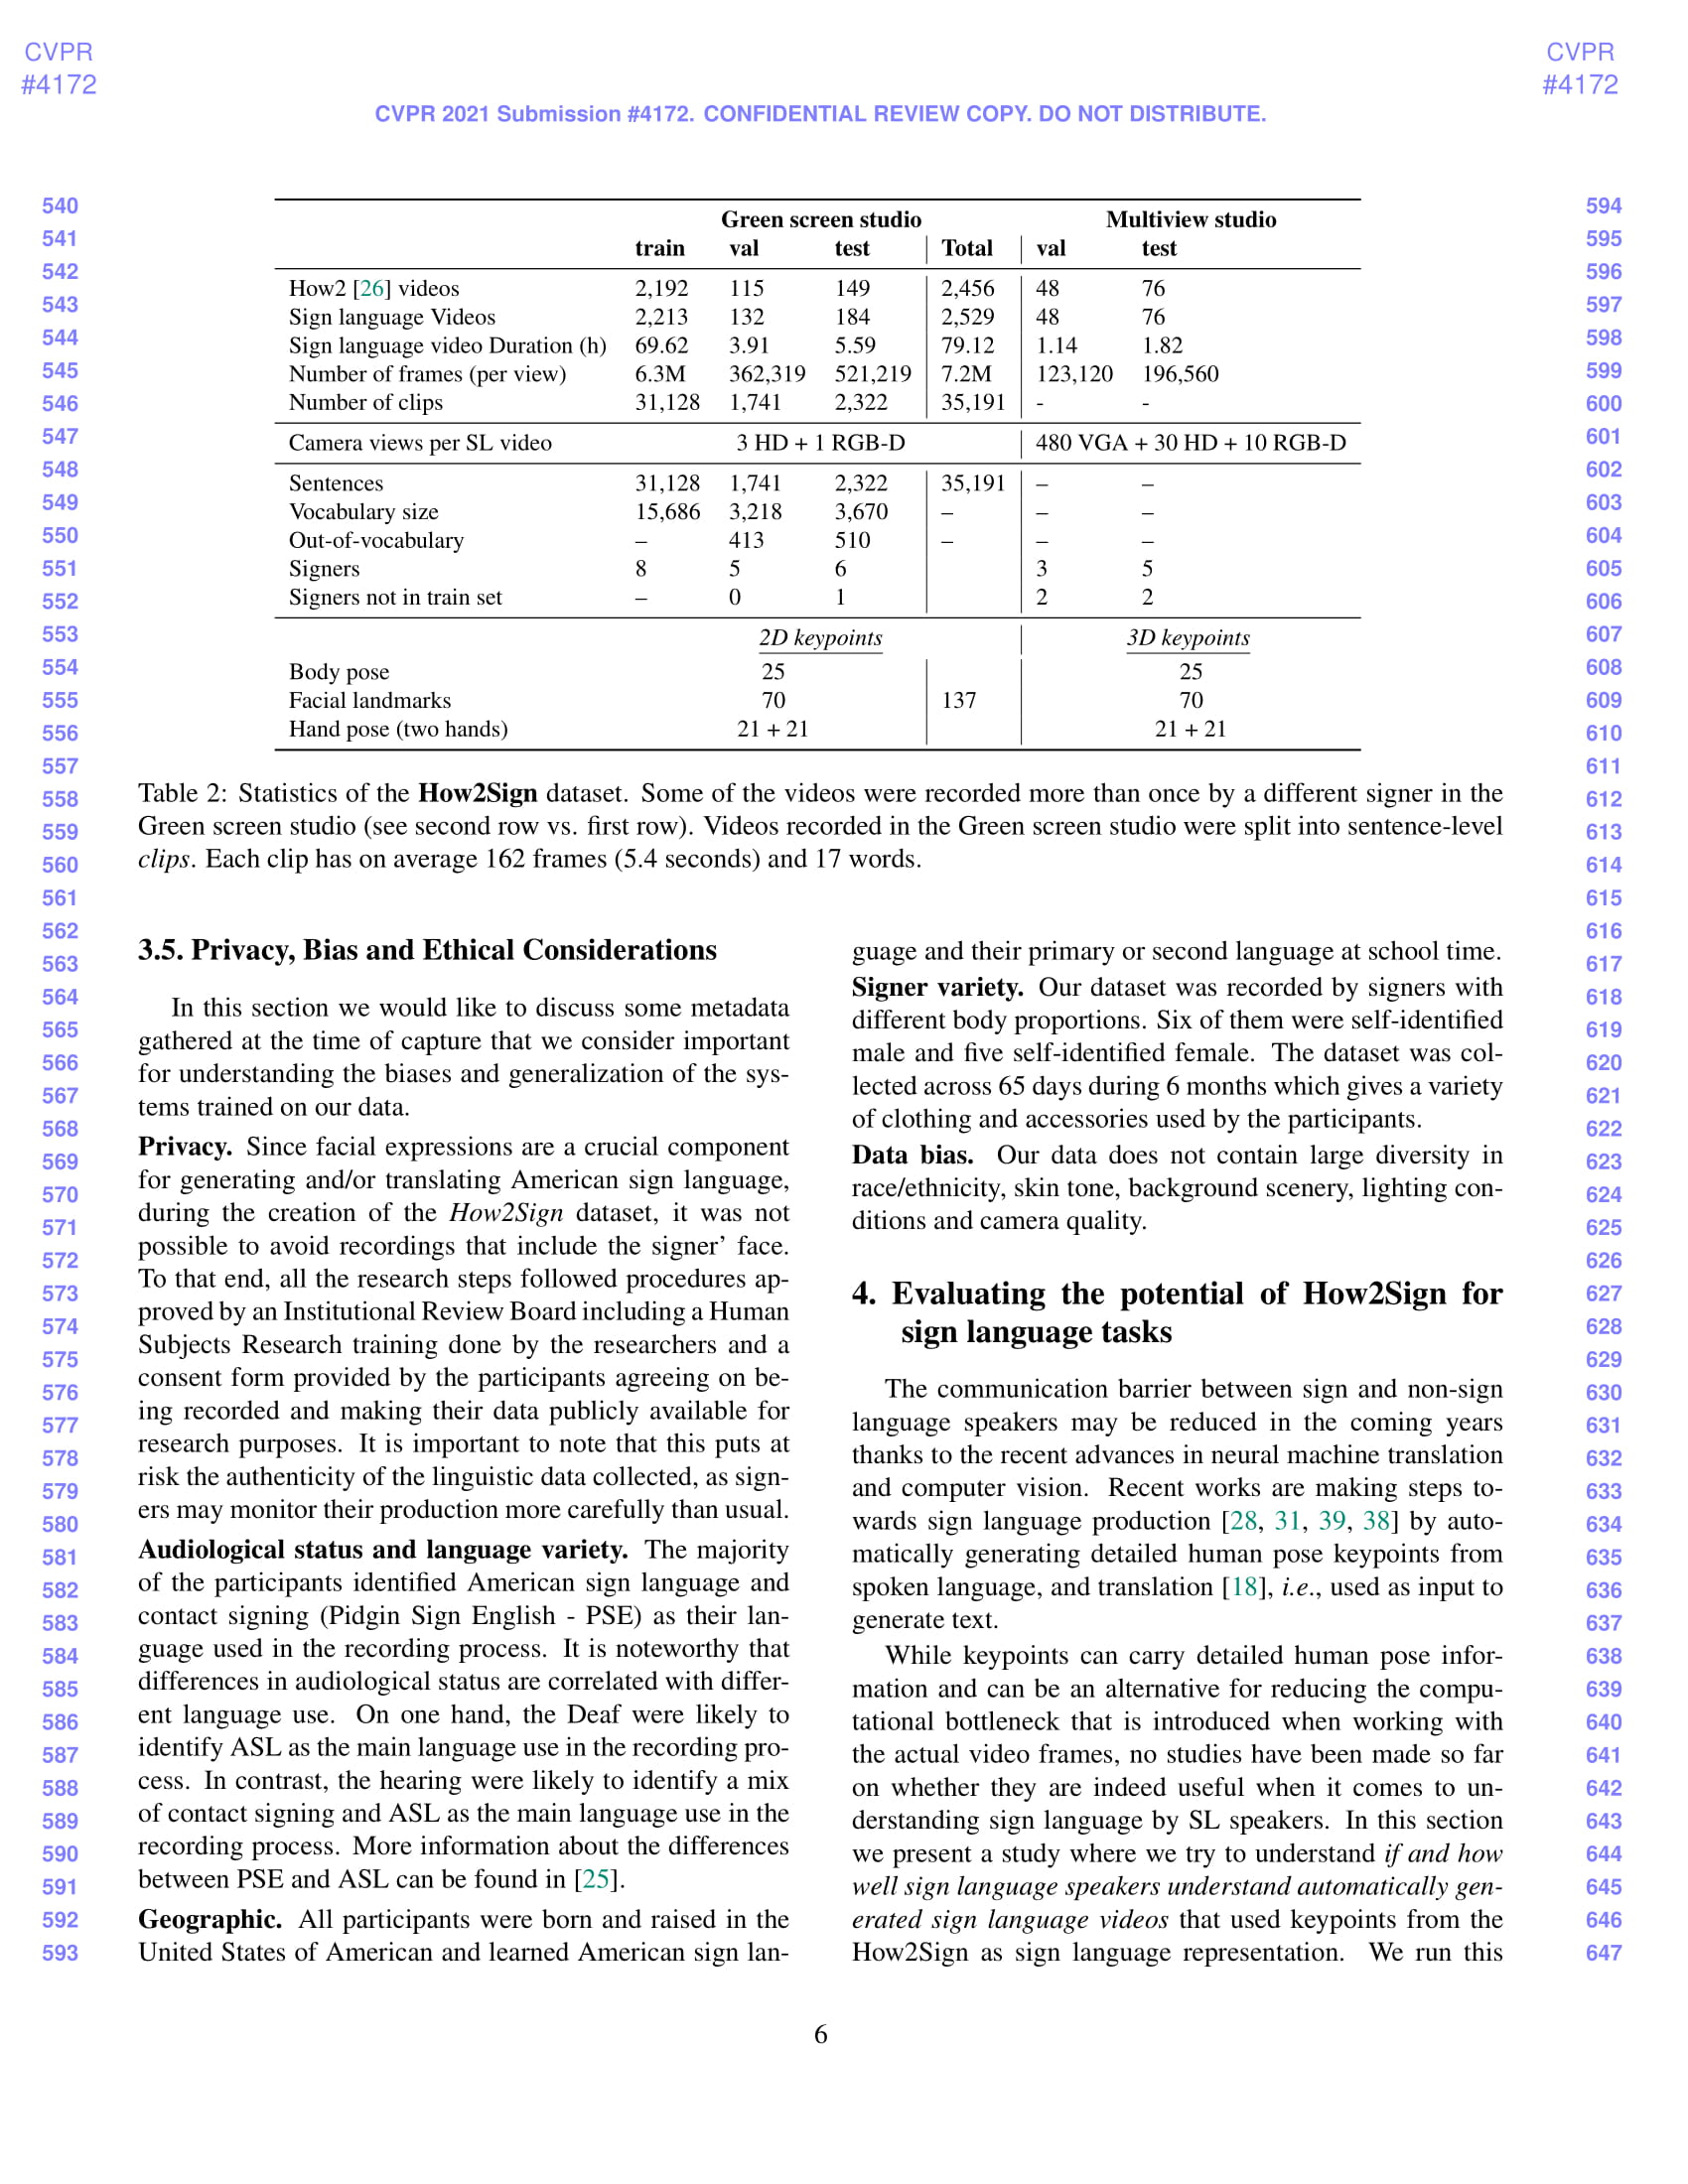 CVPR
#4172
CVPR
#4172
CVPR 2021 Submission #4172. CONFIDENTIAL REVIEW COPY. DO NOT DISTRIBUTE.
Green screen studio Multiview studio
train val test Total val test
How2 [26] videos 2,192 115 149 2,456 48 76
Sign language Videos 2,213 132 184 2,529 48 76
Sign language video Duration (h) 69.62 3.91 5.59 79.12 1.14 1.82
Number of frames (per view) 6.3M 362,319 521,219 7.2M 123,120 196,560
Number of clips 31,128 1,741 2,322 35,191 - -
Camera views per SL video 3 HD + 1 RGB-D 480 VGA + 30 HD + 10 RGB-D
Sentences 31,128 1,741 2,322 35,191 – –
Vocabulary size 15,686 3,218 3,670 – – –
Out-of-vocabulary – 413 510 – – –
Signers 8 5 6 3 5
Signers not in train set – 0 1 2 2
2D keypoints 3D keypoints
Body pose 25 25
Facial landmarks 70 137 70
Hand pose (two hands) 21 + 21 21 + 21
Table 2: Statistics of the How2Sign dataset. Some of the videos were recorded more than once by a different signer in the
Green screen studio (see second row vs. first row). Videos recorded in the Green screen studio were split into sentence-level
clips. Each clip has on average 162 frames (5.4 seconds) and 17 words.
3.5. Privacy, Bias and Ethical Considerations
In this section we would like to discuss some metadata
gathered at the time of capture that we consider important
for understanding the biases and generalization of the sys-
tems trained on our data.
Privacy. Since facial expressions are a crucial component
for generating and/or translating American sign language,
during the creation of the How2Sign dataset, it was not
possible to avoid recordings that include the signer' face.
To that end, all the research steps followed procedures ap-
proved by an Institutional Review Board including a Human
Subjects Research training done by the researchers and a
consent form provided by the participants agreeing on be-
ing recorded and making their data publicly available for
research purposes. It is important to note that this puts at
risk the authenticity of the linguistic data collected, as sign-
ers may monitor their production more carefully than usual.
Audiological status and language variety. The majority
of the participants identified American sign language and
contact signing (Pidgin Sign English - PSE) as their lan-
guage used in the recording process. It is noteworthy that
differences in audiological status are correlated with differ-
ent language use. On one hand, the Deaf were likely to
identify ASL as the main language use in the recording pro-
cess. In contrast, the hearing were likely to identify a mix
of contact signing and ASL as the main language use in the
recording process. More information about the differences
between PSE and ASL can be found in [25].
Geographic. All participants were born and raised in the
United States of American and learned American sign lan-
guage and their primary or second language at school time.
Signer variety. Our dataset was recorded by signers with
different body proportions. Six of them were self-identified
male and five self-identified female. The dataset was col-
lected across 65 days during 6 months which gives a variety
of clothing and accessories used by the participants.
Data bias. Our data does not contain large diversity in
race/ethnicity, skin tone, background scenery, lighting con-
ditions and camera quality.
4. Evaluating the potential of How2Sign for
sign language tasks
The communication barrier between sign and non-sign
language speakers may be reduced in the coming years
thanks to the recent advances in neural machine translation
and computer vision. Recent works are making steps to-
wards sign language production [28, 31, 39, 38] by auto-
matically generating detailed human pose keypoints from
spoken language, and translation [18], i.e., used as input to
generate text.
While keypoints can carry detailed human pose infor-
mation and can be an alternative for reducing the compu-
tational bottleneck that is introduced when working with
the actual video frames, no studies have been made so far
on whether they are indeed useful when it comes to un-
derstanding sign language by SL speakers. In this section
we present a study where we try to understand if and how
well sign language speakers understand automatically gen-
erated sign language videos that used keypoints from the
How2Sign as sign language representation. We run this
6
540
541
542
543
544
545
546
547
548
549
550
551
552
553
554
555
556
557
558
559
560
561
562
563
564
565
566
567
568
569
570
571
572
573
574
575
576
577
578
579
580
581
582
583
584
585
586
587
588
589
590
591
592
593
594
595
596
597
598
599
600
601
602
603
604
605
606
607
608
609
610
611
612
613
614
615
616
617
618
619
620
621
622
623
624
625
626
627
628
629
630
631
632
633
634
635
636
637
638
639
640
641
642
643
644
645
646
647